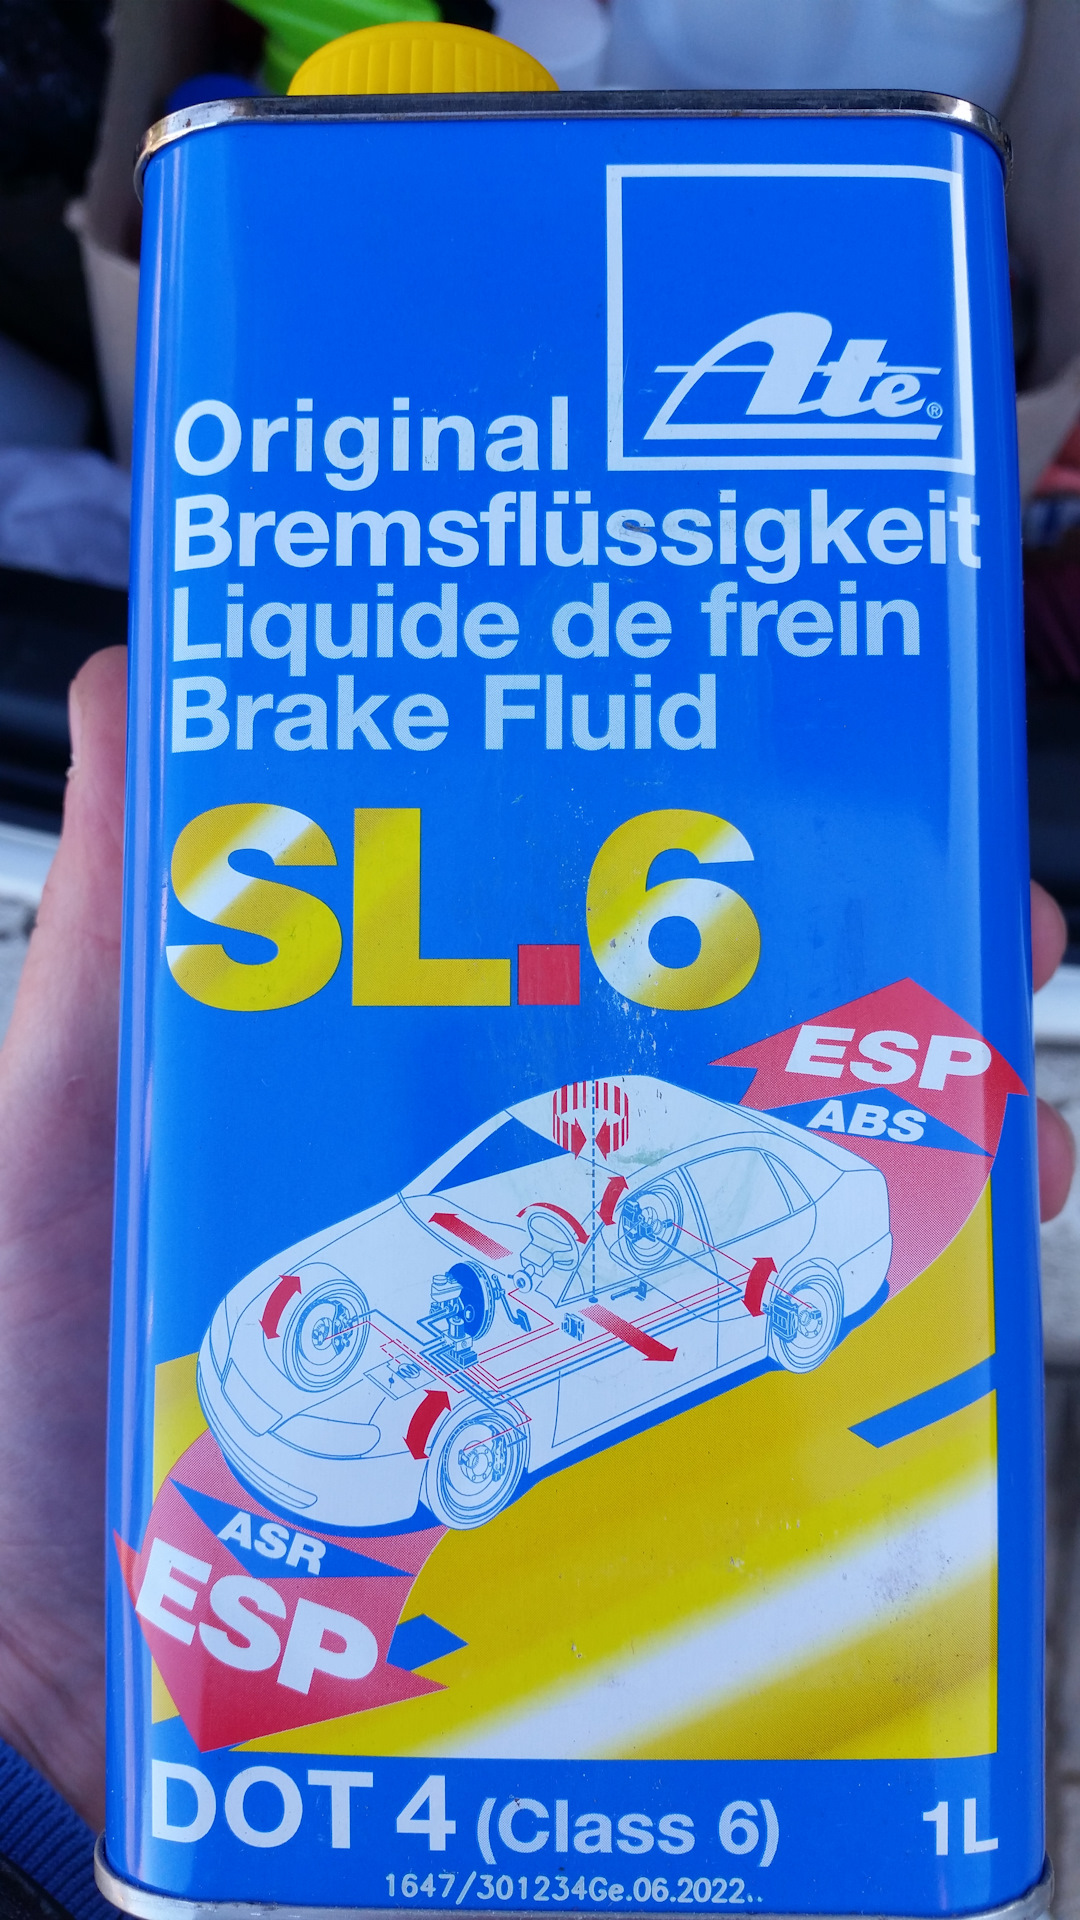 Ate®
Original
Bremsflüssigkeit
Liquide de frein
Brake Fluid
SL.6
ESP
ABS
ASR
ESP
DOT 4 (Class 6) 1L
1647/301234Ge.06.2022..